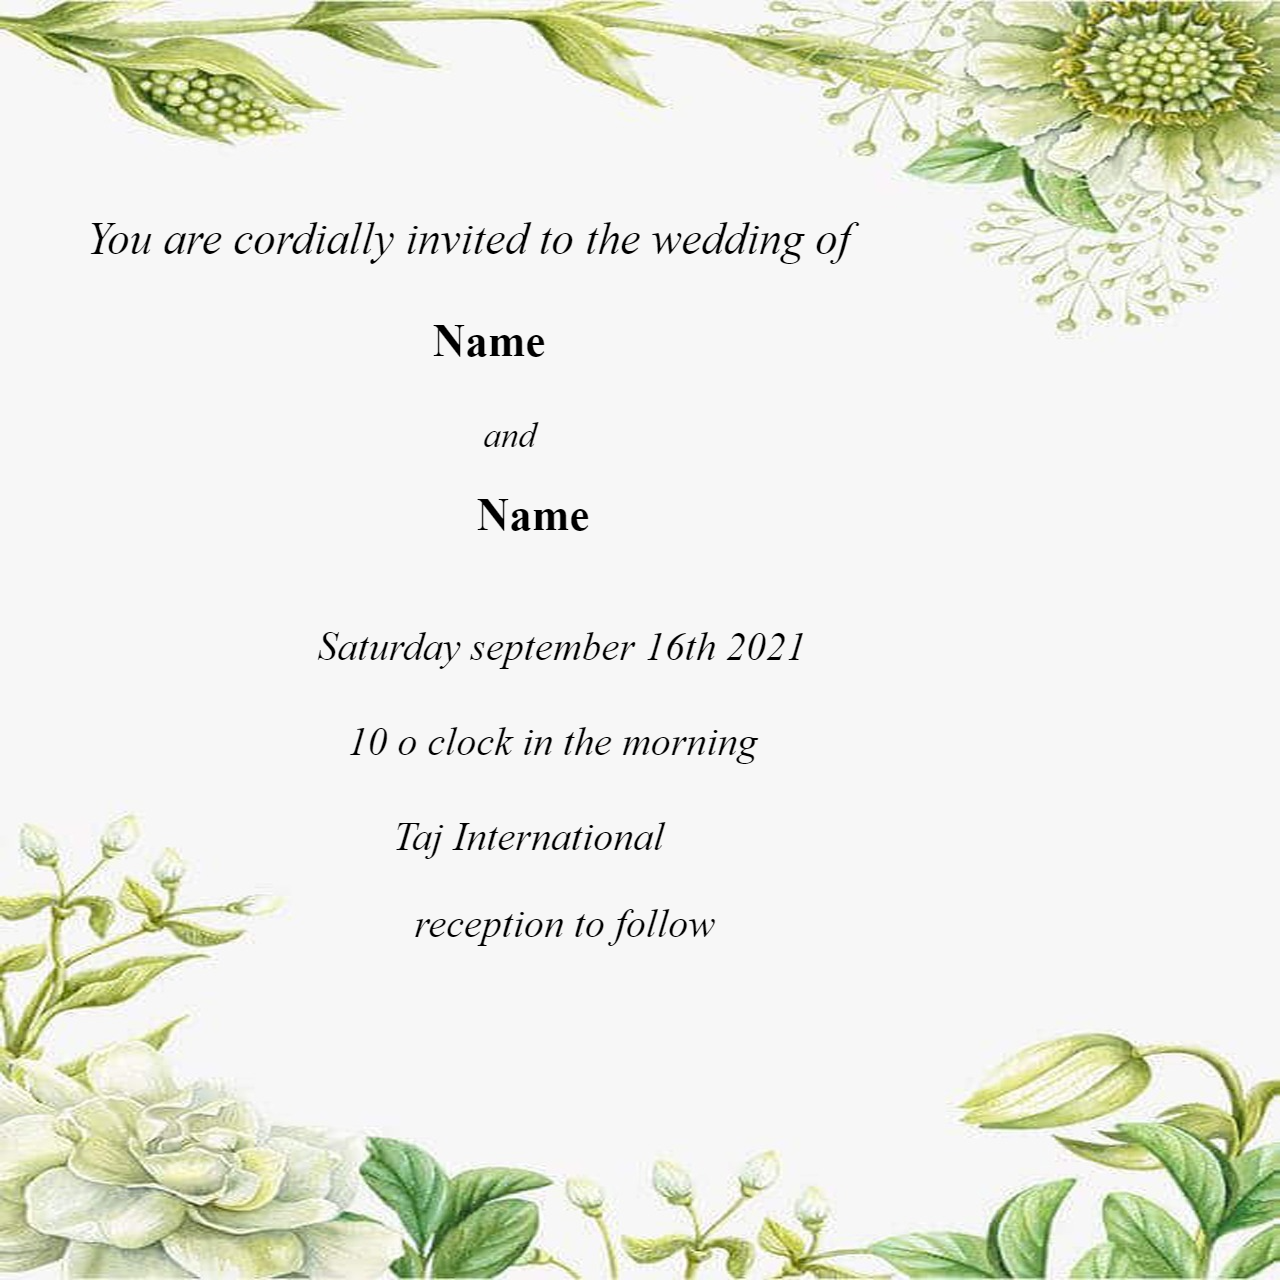 You are cordially invited to the wedding of
Name
and
Name
Saturday september 16th 2021
10 o clock in the morning
Taj International
reception to follow